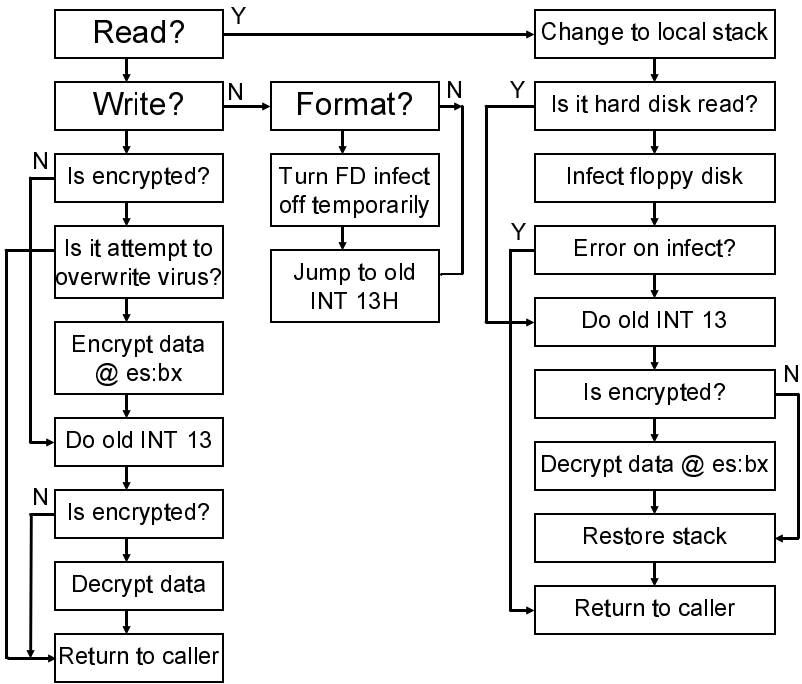 Read?
Y
Write?
N
Format?
N
Is encrypted?
N
Turn FD infect
off temporarily
Is it attempt to
overwrite virus?
Jump to old
INT 13H
Encrypt data
@ es:bx
Do old INT 13
N
Is encrypted?
Decrypt data
Return to caller
Change to local stack
Y
Is it hard disk read?
Infect floppy disk
Y
Error on infect?
Do old INT 13
Is encrypted?
N
Decrypt data @ es:bx
Restore stack
Return to caller